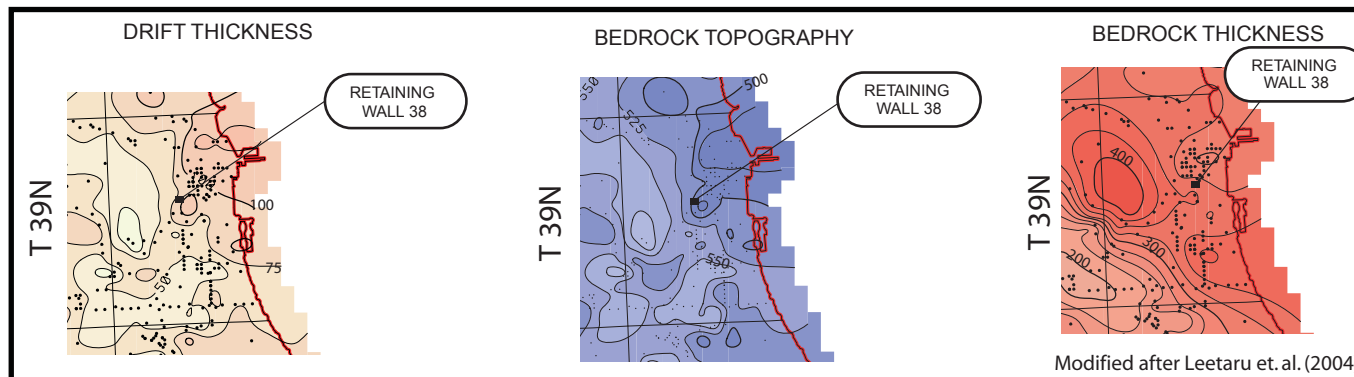 DRIFT THICKNESS
RETAINING
WALL 38
T 39N
100
75
50
BEDROCK TOPOGRAPHY
RETAINING
WALL 38
T 39N
550
500
525
550
BEDROCK THICKNESS
RETAINING
WALL 38
T 39N
400
300
200
Modified after Leetaru et. al. (2004